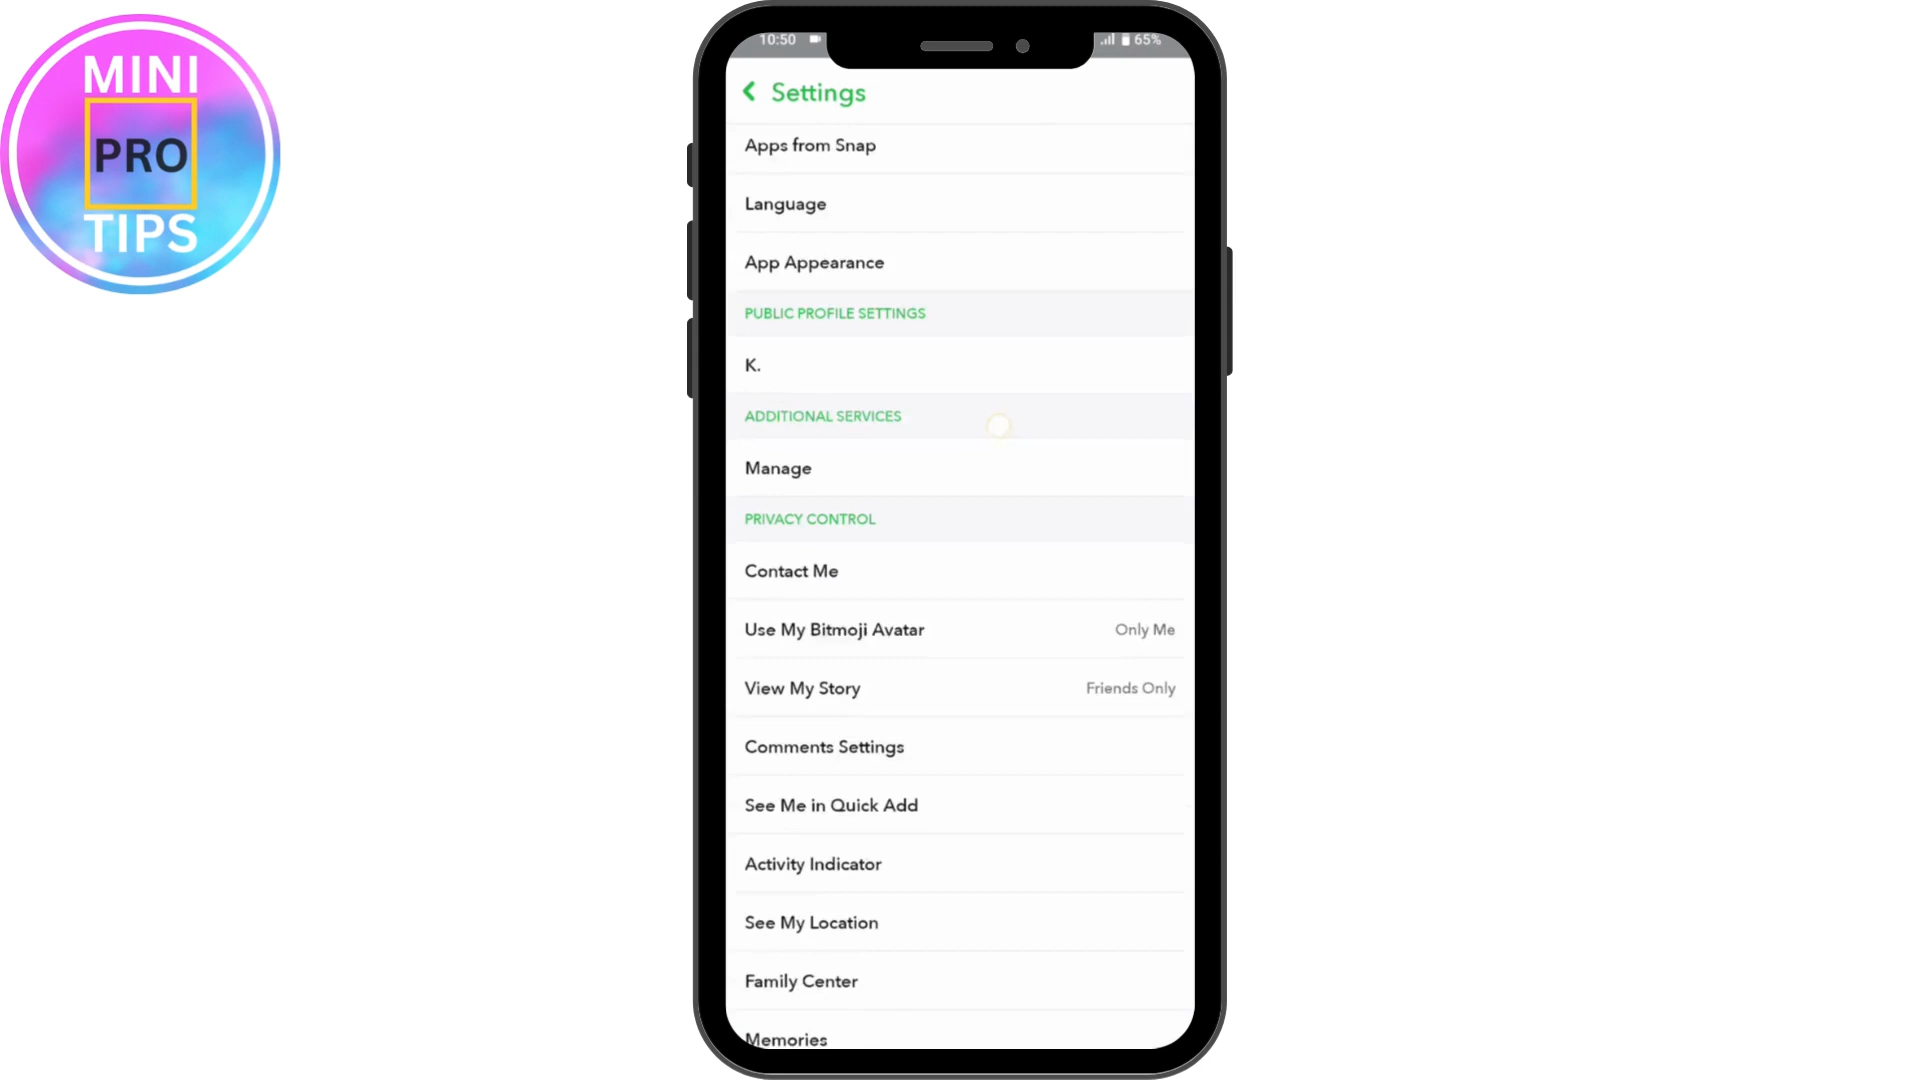 MINI
PRO
TIPS
10:50
65%
Settings
Apps from Snap
Language
App Appearance
PUBLIC PROFILE SETTINGS
K.
ADDITIONAL SERVICES
Manage
PRIVACY CONTROL
Contact Me
Use My Bitmoji Avatar Only Me
View My Story Friends Only
Comments Settings
See Me in Quick Add
Activity Indicator
See My Location
Family Center
Memories